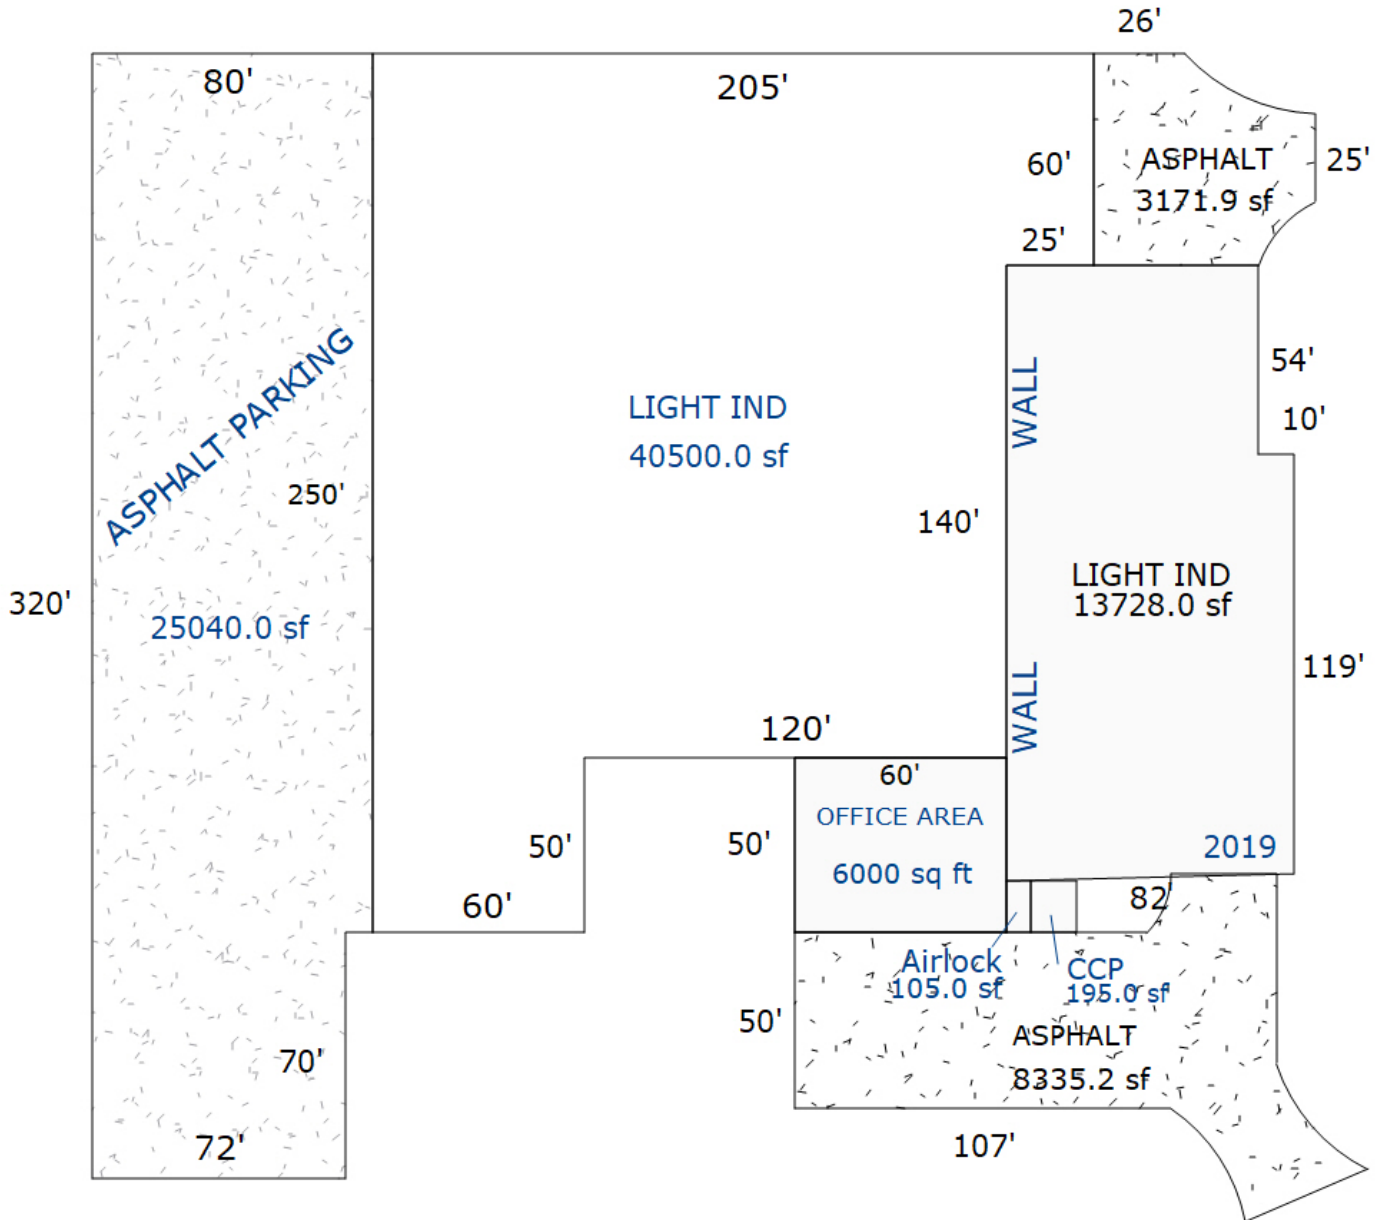 26'
80'
205'
60'
ASPHALT
3171.9 sf
25'
25'
54'
10'
WALL
LIGHT IND
40500.0 sf
ASPHALT PARKING
250'
140'
LIGHT IND
13728.0 sf
320'
25040.0 sf
119'
WALL
120'
60'
OFFICE AREA
6000 sq ft
50'
50'
2019
60'
82'
Airlock
105.0 sf
CCP
195.0 sf
50'
ASPHALT
8335.2 sf
70'
72'
107'